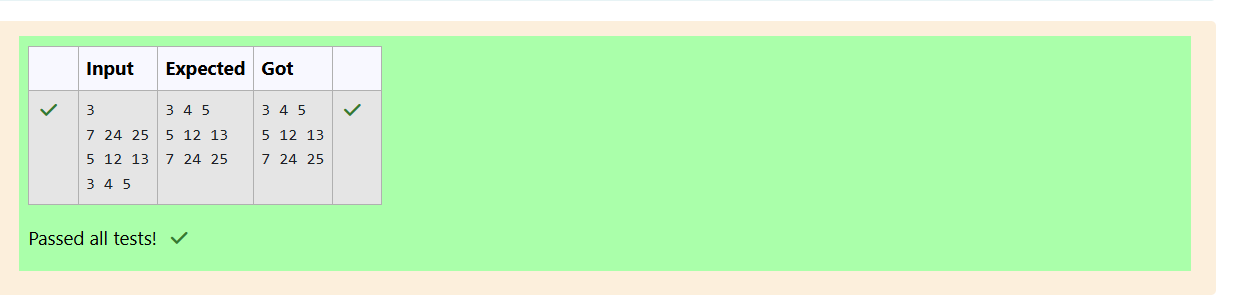 Input Expected Got
3 3 4 5 3 4 5
7 24 25 5 12 13 5 12 13
5 12 13 7 24 25 7 24 25
3 4 5
Passed all tests!